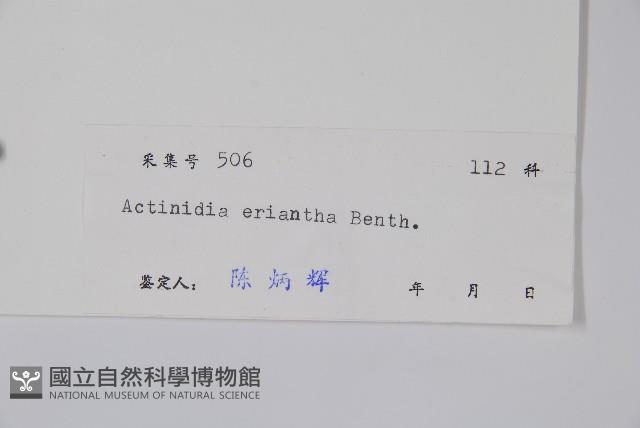 采集号 506 112 科
Actinidia eriantha Benth.
鉴定人： 陈炳辉 年 月 日
國立自然科學博物館
NATIONAL MUSEUM OF NATURAL SCIENCE